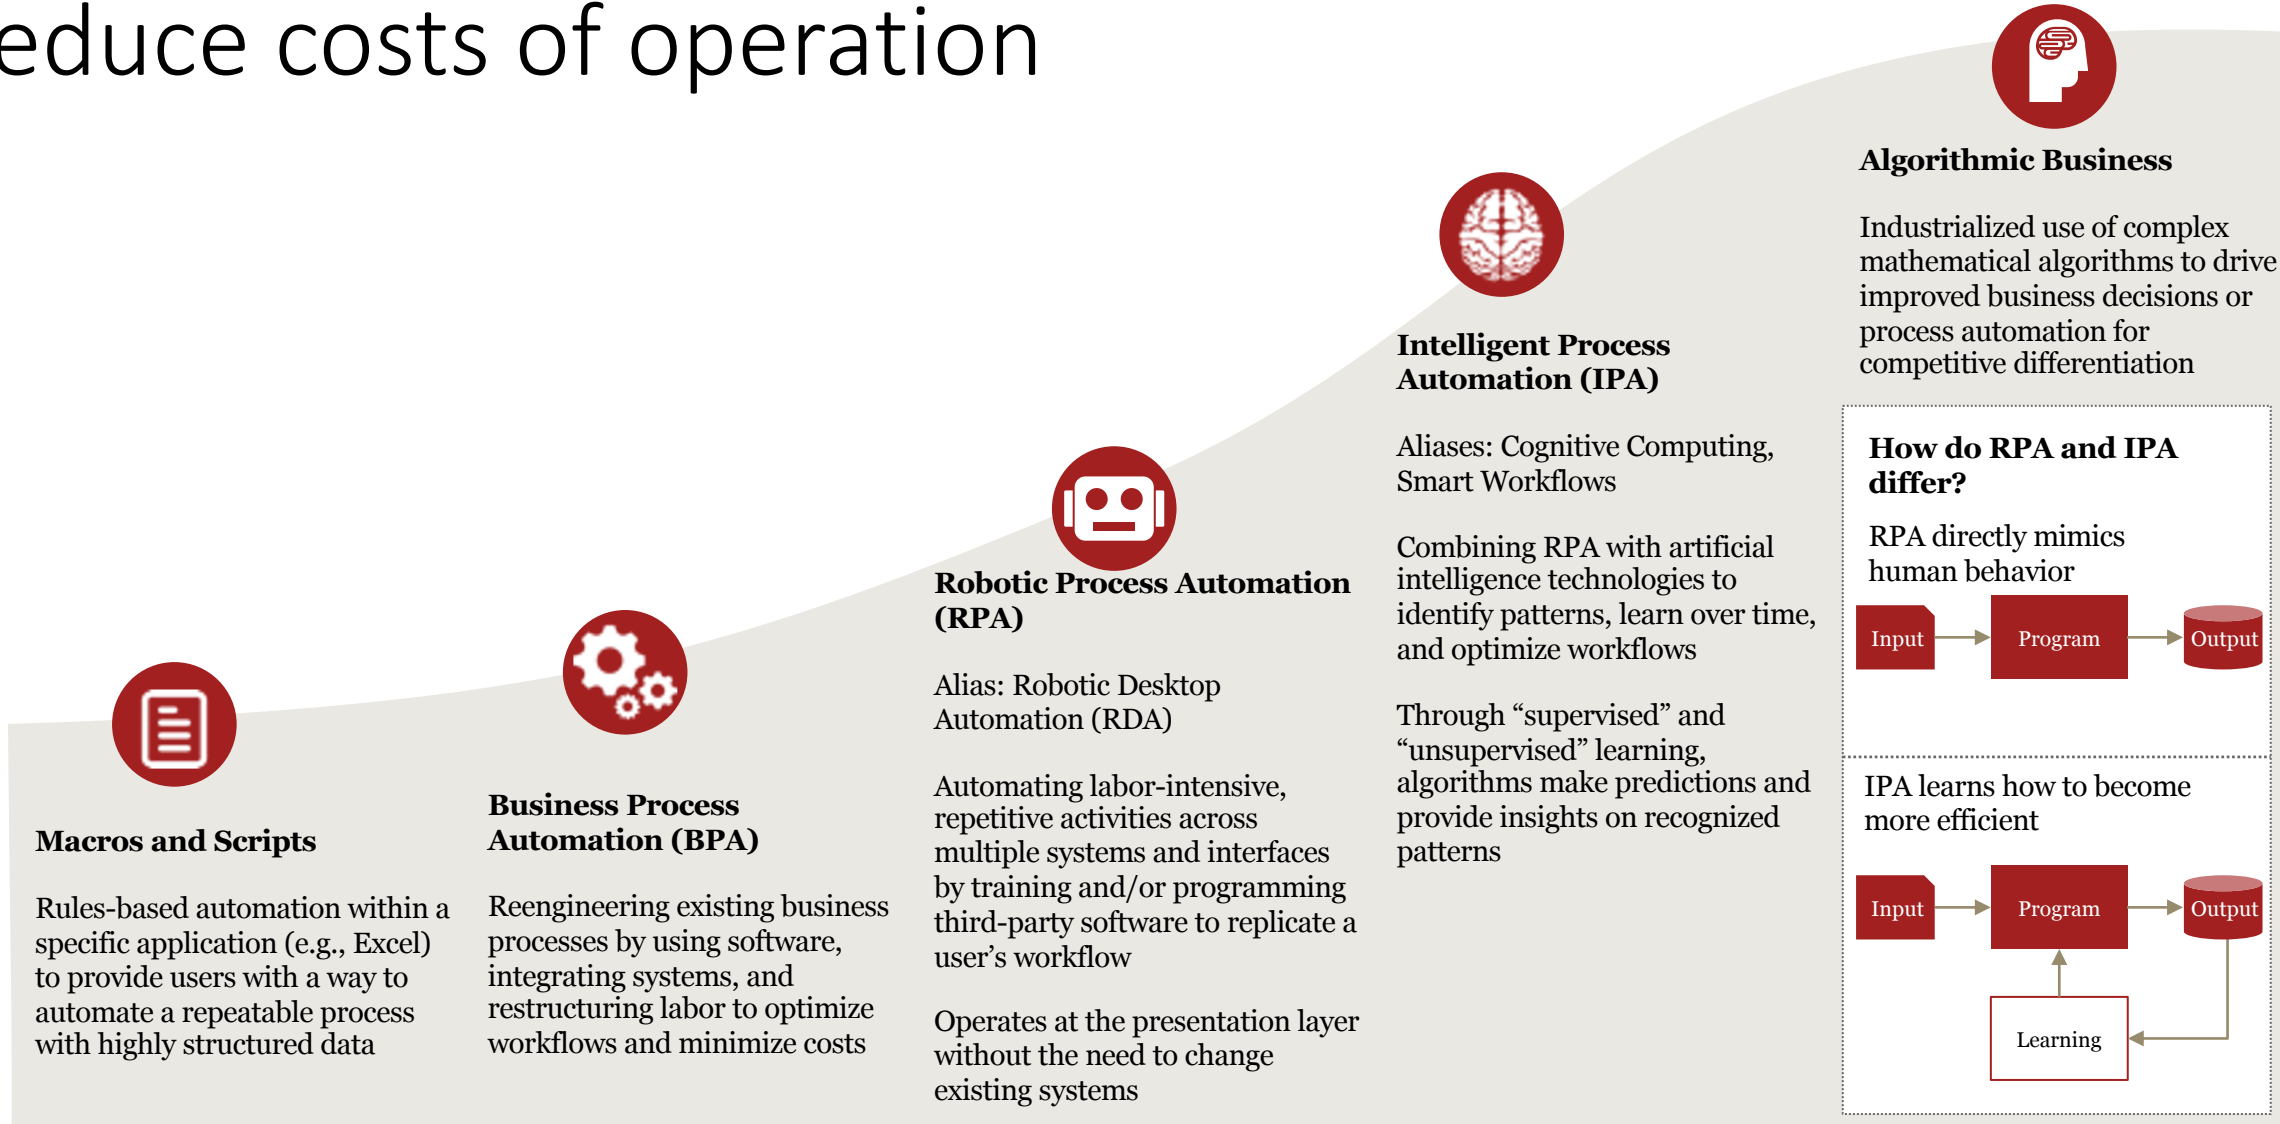 educe costs of operation
Macros and Scripts
Rules-based automation within a
specific application (e.g., Excel)
to provide users with a way to
automate a repeatable process
with highly structured data
Business Process
Automation (BPA)
Reengineering existing business
processes by using software,
integrating systems, and
restructuring labor to optimize
workflows and minimize costs
Robotic Process Automation
(RPA)
Alias: Robotic Desktop
Automation (RDA)
Automating labor-intensive,
repetitive activities across
multiple systems and interfaces
by training and/or programming
third-party software to replicate a
user’s workflow
Operates at the presentation layer
without the need to change
existing systems
Intelligent Process
Automation (IPA)
Aliases: Cognitive Computing,
Smart Workflows
Combining RPA with artificial
intelligence technologies to
identify patterns, learn over time,
and optimize workflows
Through “supervised” and
“unsupervised” learning,
algorithms make predictions and
provide insights on recognized
patterns
Algorithmic Business
Industrialized use of complex
mathematical algorithms to drive
improved business decisions or
process automation for
competitive differentiation
How do RPA and IPA
differ?
RPA directly mimics
human behavior
Input
Program
Output
IPA learns how to become
more efficient
Input
Program
Output
Learning